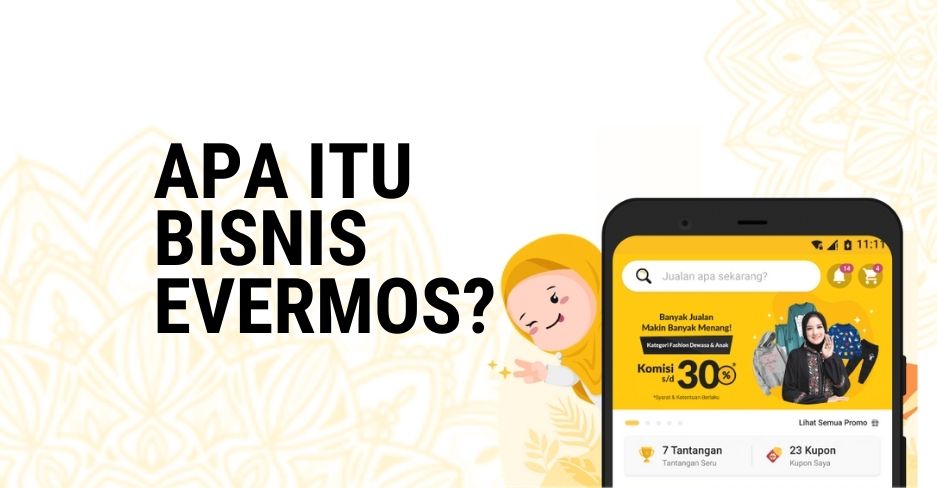 APA ITU
BISNIS
EVERMOS?
11:11
Jualan apa sekarang?
14
4
Banyak Jualan
Makin Banyak Menang!
Kategori Fashion Dewasa & Anak
Komisi
s/d 30%*
*Syarat & Ketentuan Berlaku
Lihat Semua Promo
7 Tantangan
Tantangan Seru
23 Kupon
Kupon Saya